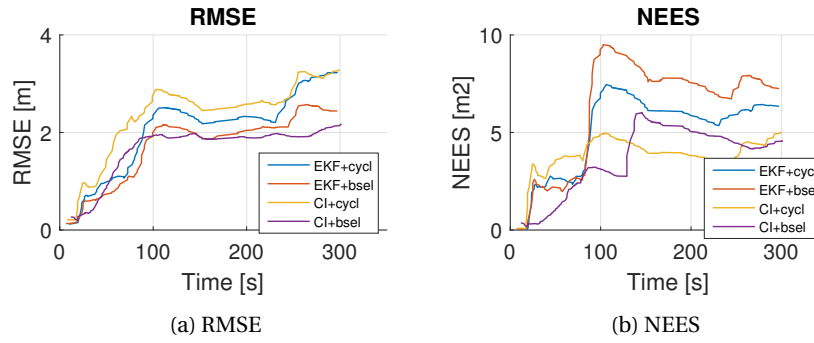 RMSE
4
2
0
RMSE [m]
0 100 200 300
Time [s]
EKF+cycl
EKF+bsel
CI+cycl
CI+bsel
(a) RMSE
NEES
10
5
0
NEES [m2]
0 100 200 300
Time [s]
EKF+cycl
EKF+bsel
CI+cycl
CI+bsel
(b) NEES